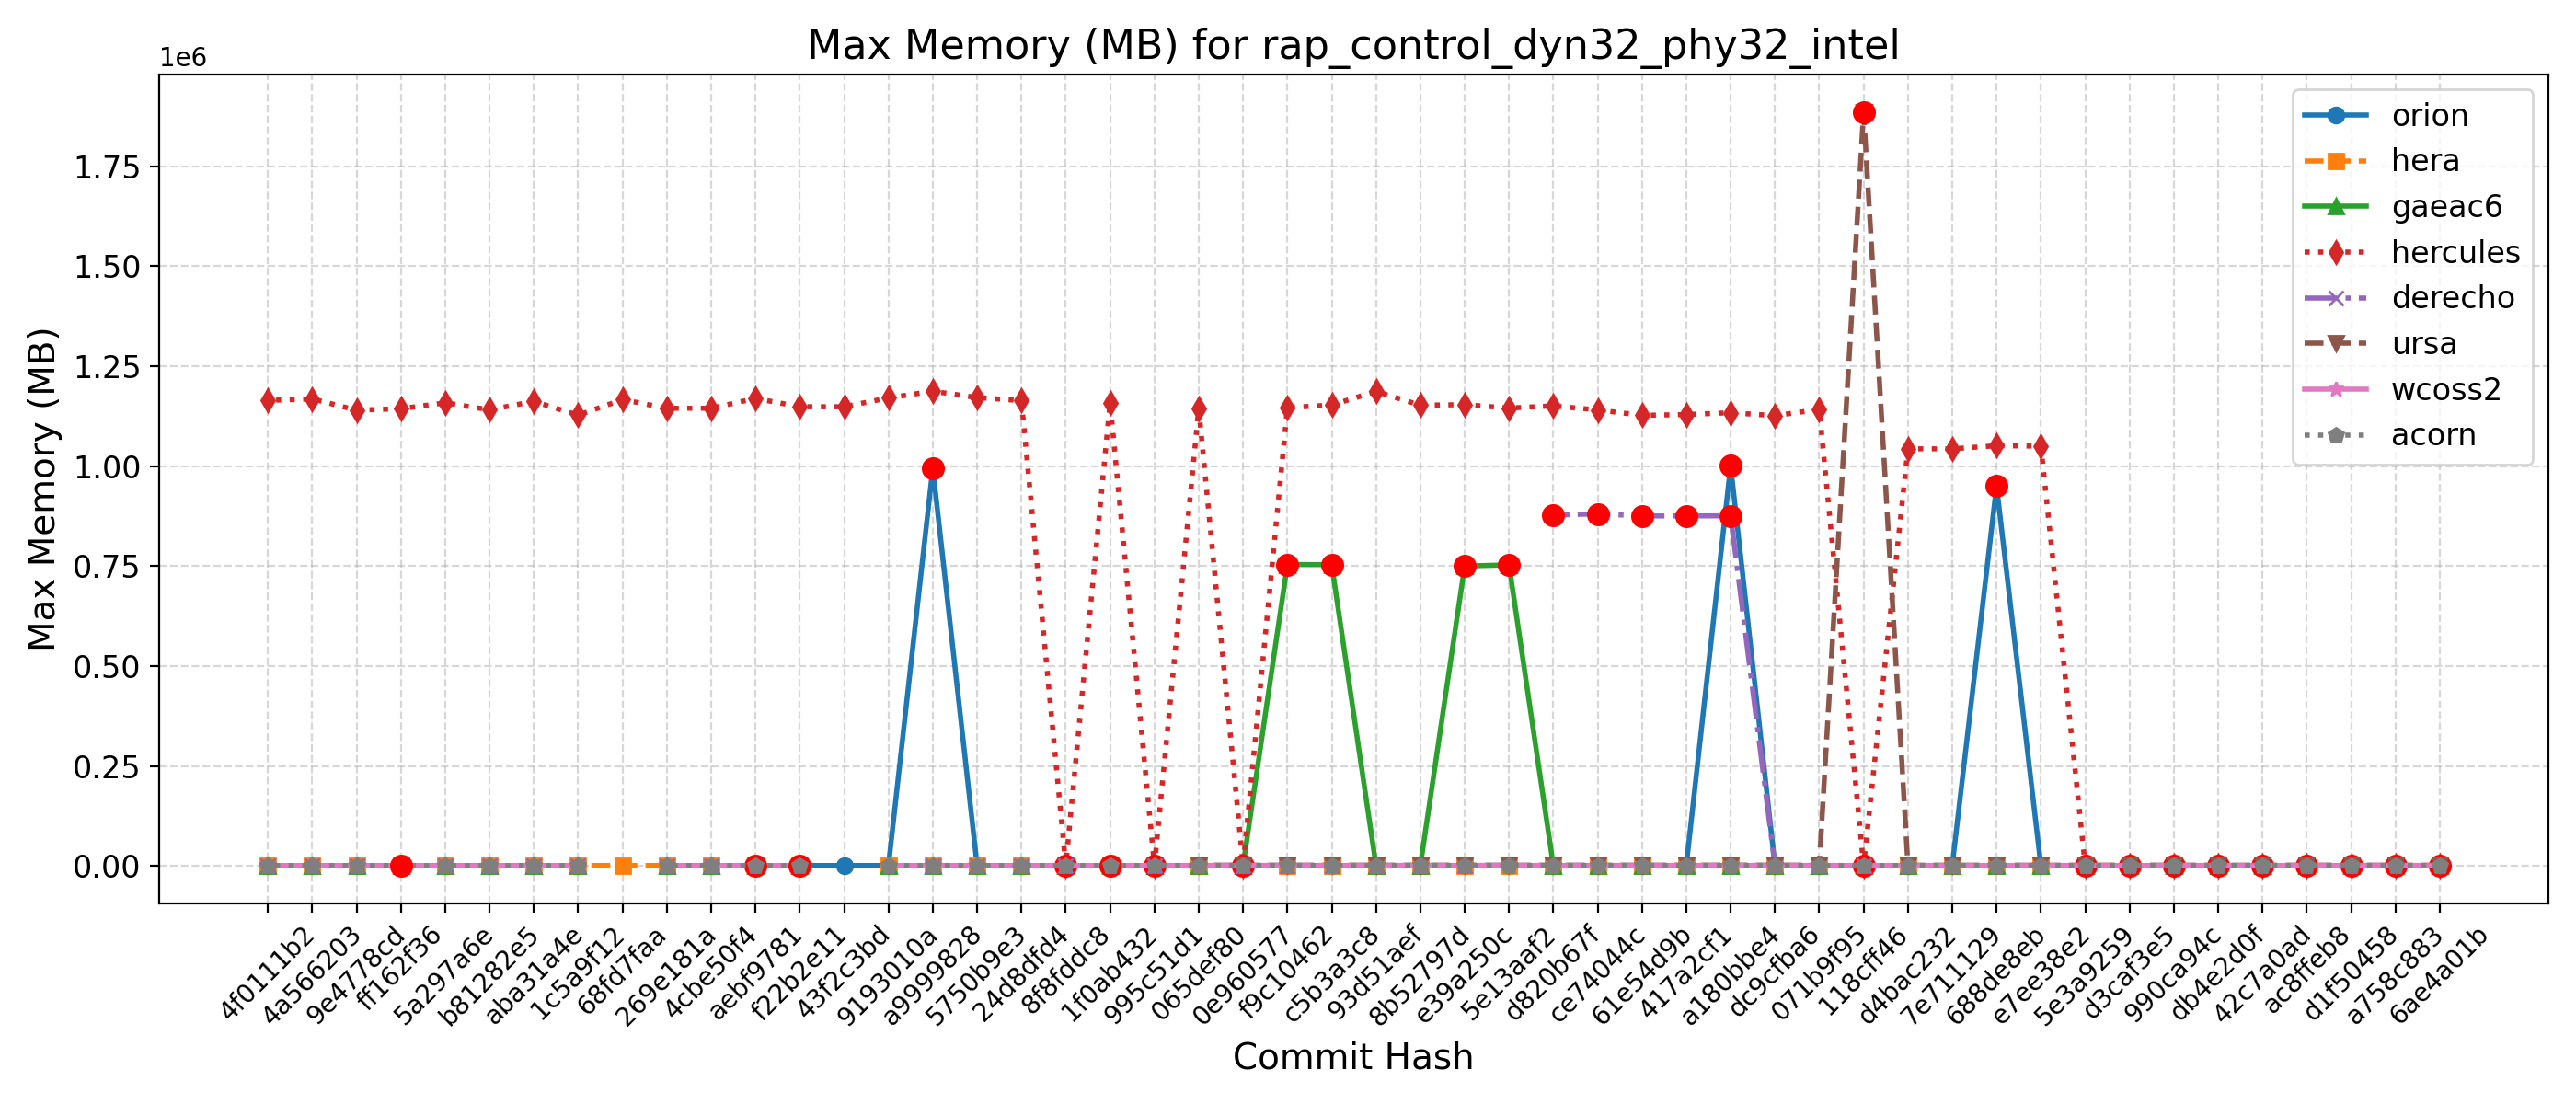 Max Memory (MB) for rap_control_dyn32_phy32_intel
1e6
Max Memory (MB)
1.75
1.50
1.25
1.00
0.75
0.50
0.25
0.00
orion
hera
gaeac6
hercules
derecho
ursa
wcoss2
acorn
4f0111b2
4a566203
9e4778cd
ff162f36
5a297a6e
b81282e5
aba31a4e
1c5a9f12
68fd7faa
269e181a
4cbe50f4
aebf9781
f22b2e11
43f2c3bd
9193010a
a9999828
5750b9e3
24d8dfd4
8f8fddc8
1f0ab432
995c51d1
065def80
0e960577
f9c10462
c5b3a3c8
93d51aef
8b52797d
e39a250c
5e13aaf2
d820b67f
ce74044c
61e54d9b
417a2cf1
a180bbe4
dc9cfba6
071b9f95
118cff46
d4bac232
7e711129
688de8eb
e7ee38e2
5e3a9259
d3caf3e5
990ca94c
db4e2d0f
42c7a0ad
ac8ffeb8
d1f50458
a758c883
6ae4a01b
Commit Hash